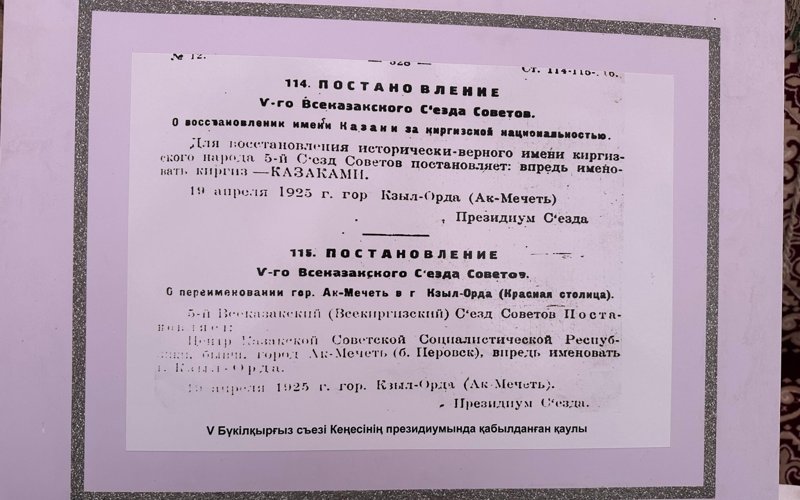 № 12. — 328 — Ст. 114-115-116.
114. ПОСТАНОВЛЕНИЕ
V-го Всеказакского С'езда Советов.
О восстановлении имени Казани за киргизской национальностью.
Для восстановления исторически-верного имени киргиз-
ского народа 5-й С'езд Советов постановляет: впредь имено-
вать киргиз—КАЗАКАМИ.
19 апреля 1925 г. гор Кзыл-Орда (Ак-Мечеть)
Президиум С'езда
115. ПОСТАНОВЛЕНИЕ
V-го Всеказакского С'езда Советов.
О переименовании гор. Ак-Мечеть в г Кзыл-Орда (Красная столица).
5-й Всеказакский (Всекиргизский) С'езд Советов Поста-
новляет:
Центр Казакской Советской Социалистической Респуб-
лики, бывш. город Ак-Мечеть (б. Перовск), впредь именовать
г. Кзыл-Орда.
19 апреля 1925 г. гор. Кзыл-Орда (Ак-Мечеть).
Президиум С'езда.
V Бүкілқырғыз съезі Кеңесінің президиумында қабылданған қаулы